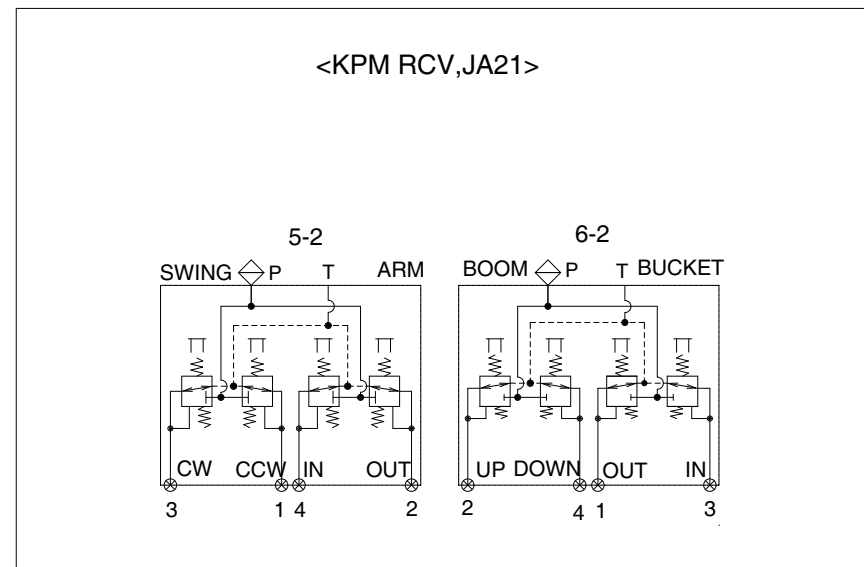 <KPM RCV,JA21>
5-2 6-2
SWING P T ARM BOOM P T BUCKET
CW CCW IN OUT UP DOWN OUT IN
3 1 4 2 2 4 1 3